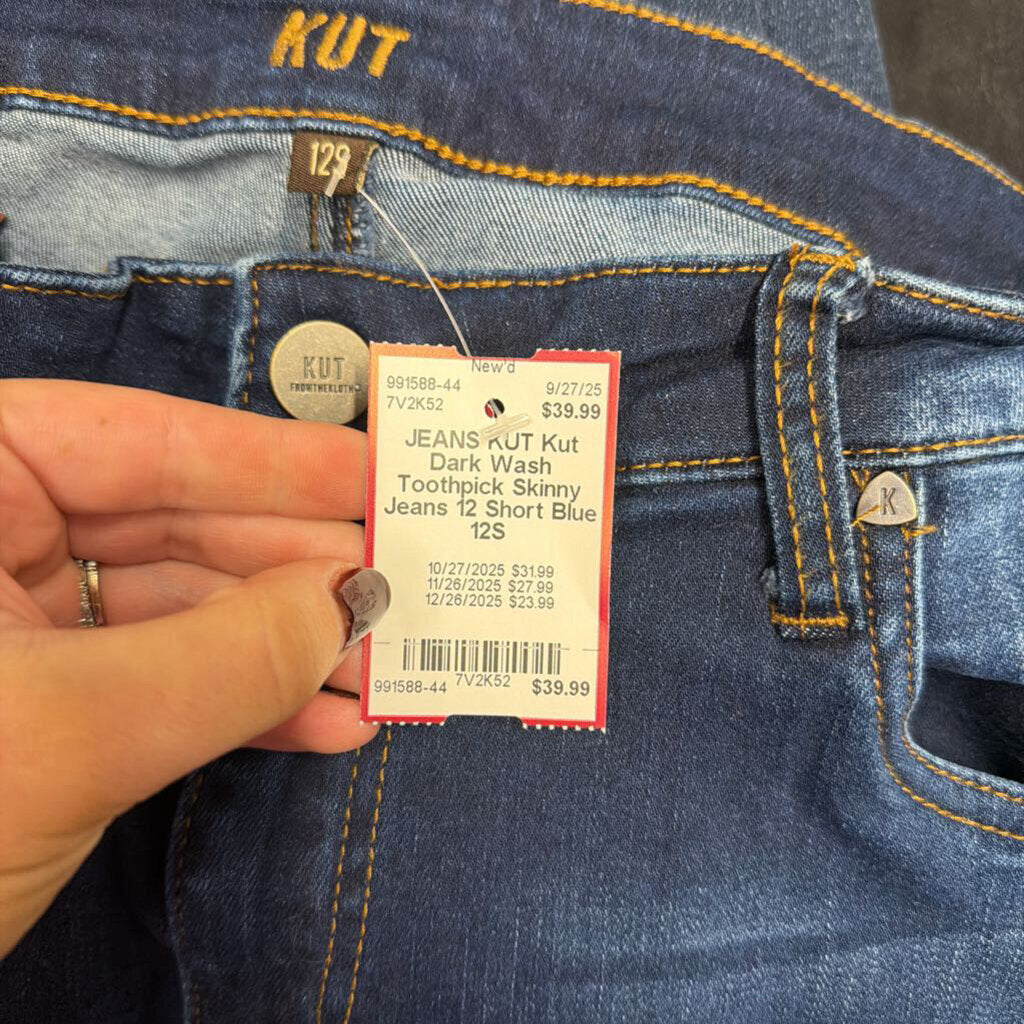 KUT
12S
KUT
FROMTHEKLOTH
New'd
991588-44 9/27/25
7V2K52 $39.99
JEANS KUT Kut
Dark Wash
Toothpick Skinny
Jeans 12 Short Blue
12S
10/27/2025 $31.99
11/26/2025 $27.99
12/26/2025 $23.99
991588-44 7V2K52 $39.99
K